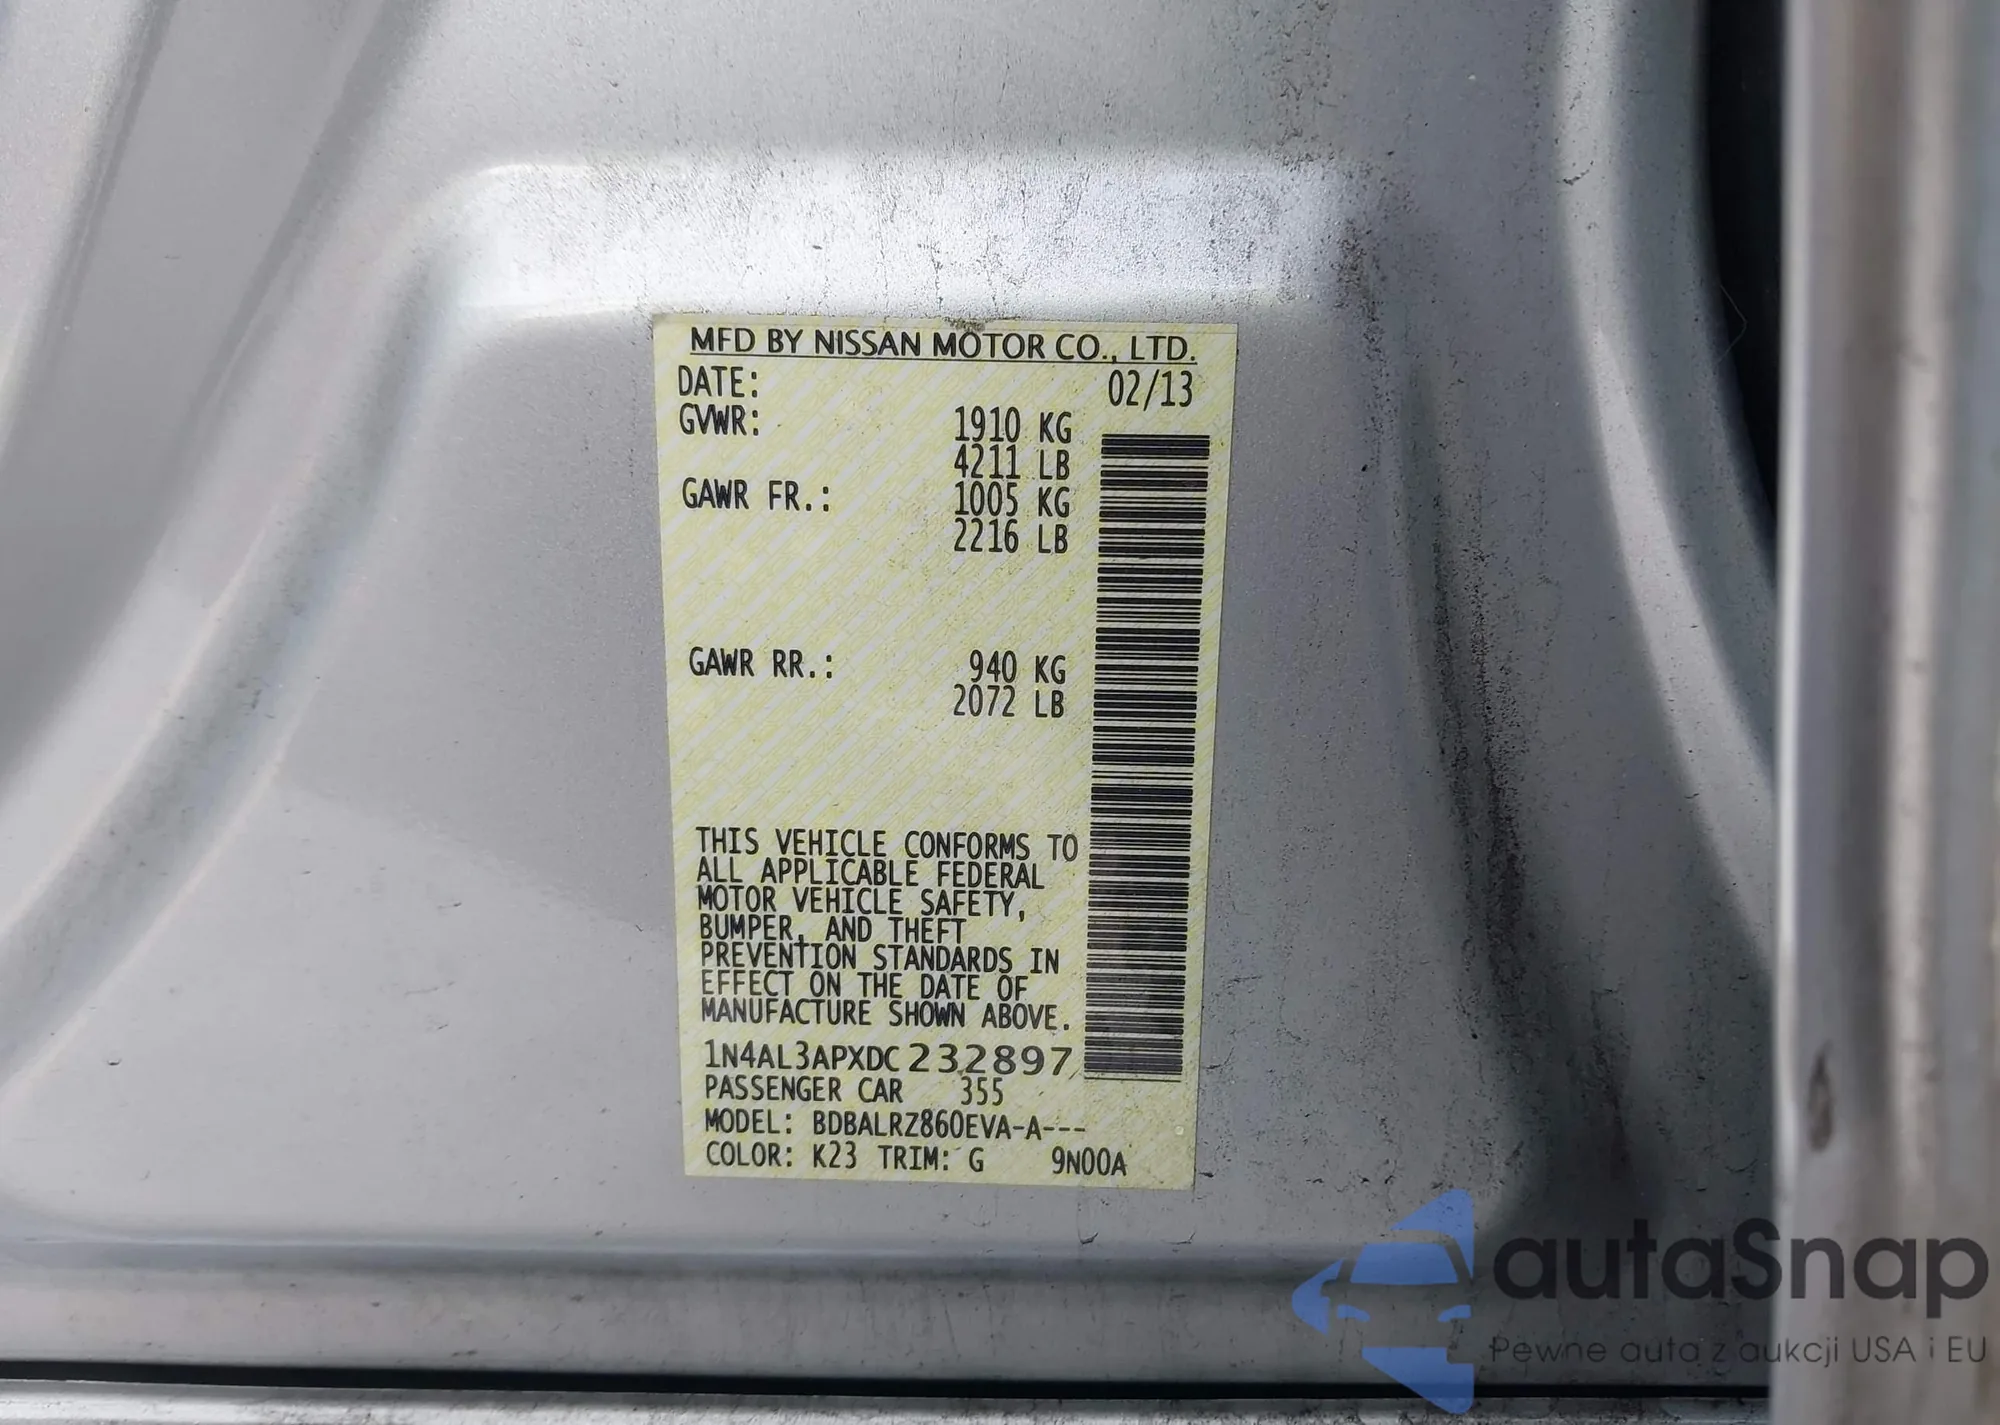 MFD BY NISSAN MOTOR CO., LTD.
DATE: 02/13
GVWR: 1910 KG
4211 LB
GAWR FR.: 1005 KG
2216 LB
GAWR RR.: 940 KG
2072 LB
THIS VEHICLE CONFORMS TO
ALL APPLICABLE FEDERAL
MOTOR VEHICLE SAFETY,
BUMPER, AND THEFT
PREVENTION STANDARDS IN
EFFECT ON THE DATE OF
MANUFACTURE SHOWN ABOVE.
1N4AL3APXDC232897
PASSENGER CAR 355
MODEL: BDBALRZ860EVA-A---
COLOR: K23 TRIM: G 9N00A
autaSnap
Pewne auta z aukcji USA i EU